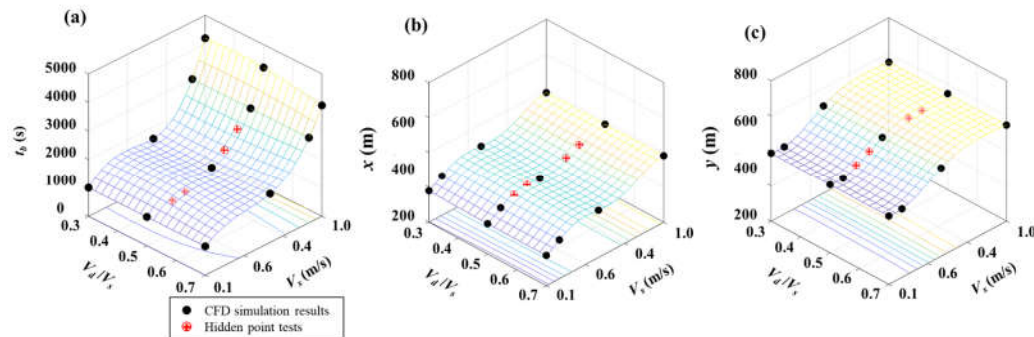 (a)
5000
4000
3000
2000
1000
0
t_b (s)
0.3
0.4
0.5
0.6
0.7
V_d/V_s
0.1
0.6
0.4
1.0
V_s (m/s)
CFD simulation results
Hidden point tests
(b)
800
600
400
200
x (m)
0.3
0.4
0.5
0.6
0.7
V_d/V_s
0.1
0.6
0.4
1.0
V_s (m/s)
(c)
800
600
400
200
y (m)
0.3
0.4
0.5
0.6
0.7
V_d/V_s
0.1
0.6
0.4
1.0
V_s (m/s)